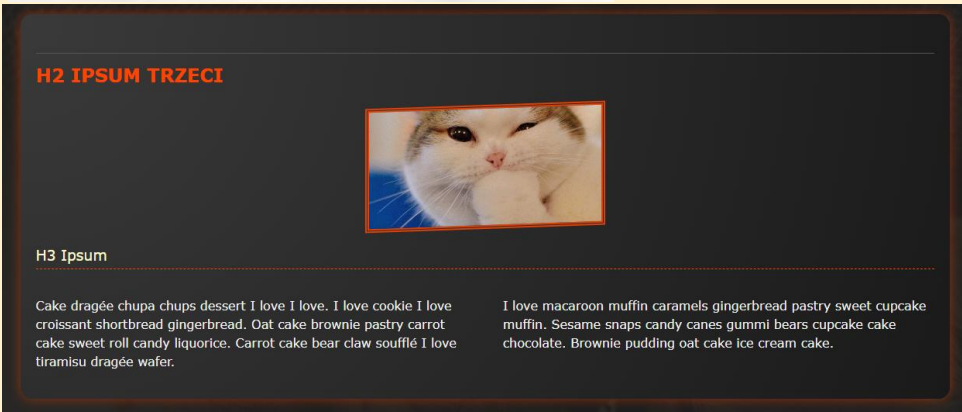 H2 IPSUM TRZECI
H3 Ipsum
Cake dragée chupa chups dessert I love I love. I love cookie I love
croissant shortbread gingerbread. Oat cake brownie pastry carrot
cake sweet roll candy liquorice. Carrot cake bear claw soufflé I love
tiramisu dragée wafer.
I love macaroon muffin caramels gingerbread pastry sweet cupcake
muffin. Sesame snaps candy canes gummi bears cupcake cake
chocolate. Brownie pudding oat cake ice cream cake.